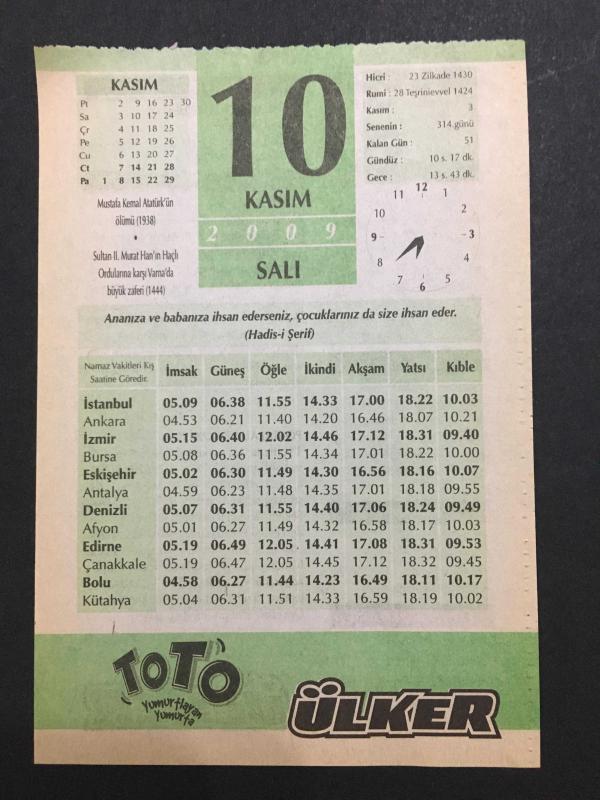 KASIM
Pt 2 9 16 23 30
Sa 3 10 17 24
Çr 4 11 18 25
Pe 5 12 19 26
Cu 6 13 20 27
Ct 7 14 21 28
Pa 1 8 15 22 29
Mustafa Kemal Atatürk'ün
ölümü (1938)
•
Sultan II. Murat Han'ın Haçlı
Ordularına karşı Varna'da
büyük zaferi (1444)
10
KASIM
2009
SALI
Hicri : 23 Zilkade 1430
Rumi : 28 Teşrinievvel 1424
Kasım : 3
Senenin : 314.günü
Kalan Gün : 51
Gündüz : 10 s. 17 dk.
Gece : 13 s. 43 dk.
12
11 1
10 2
9 3
8 4
7 5
6
Ananıza ve babanıza ihsan ederseniz, çocuklarınız da size ihsan eder.
(Hadis-i Şerif)
Namaz Vakitleri Kış
Saatine Göredir.
İmsak Güneş Öğle İkindi Akşam Yatsı Kıble
İstanbul 05.09 06.38 11.55 14.33 17.00 18.22 10.03
Ankara 04.53 06.21 11.40 14.20 16.46 18.07 10.21
İzmir 05.15 06.40 12.02 14.46 17.12 18.31 09.40
Bursa 05.08 06.36 11.55 14.34 17.01 18.22 10.00
Eskişehir 05.02 06.30 11.49 14.30 16.56 18.16 10.07
Antalya 04.59 06.23 11.48 14.35 17.01 18.18 09.55
Denizli 05.07 06.31 11.55 14.40 17.06 18.24 09.49
Afyon 05.01 06.27 11.49 14.32 16.58 18.17 10.03
Edirne 05.19 06.49 12.05 14.41 17.08 18.31 09.53
Çanakkale 05.19 06.47 12.05 14.45 17.12 18.32 09.45
Bolu 04.58 06.27 11.44 14.23 16.49 18.11 10.17
Kütahya 05.04 06.31 11.51 14.33 16.59 18.19 10.02
TOTO
Yumurtlayan
Yumurta
ÜLKER